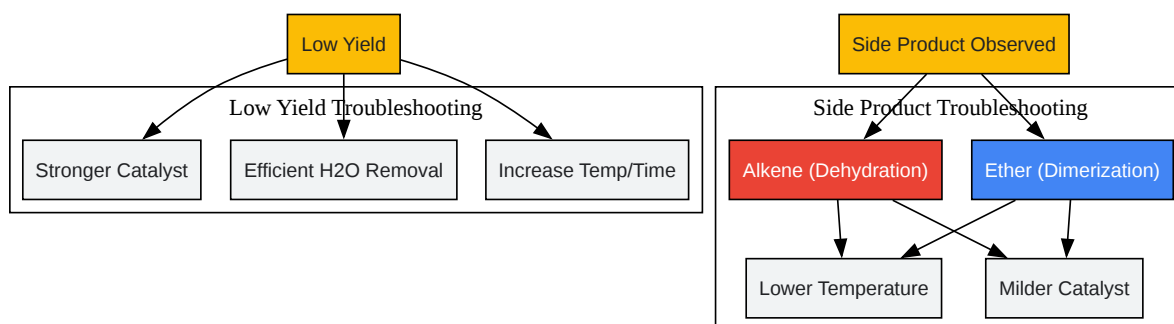 Low Yield
Side Product Observed
Low Yield Troubleshooting
Side Product Troubleshooting
Stronger Catalyst
Efficient H2O Removal
Increase Temp/Time
Alkene (Dehydration)
Ether (Dimerization)
Lower Temperature
Milder Catalyst